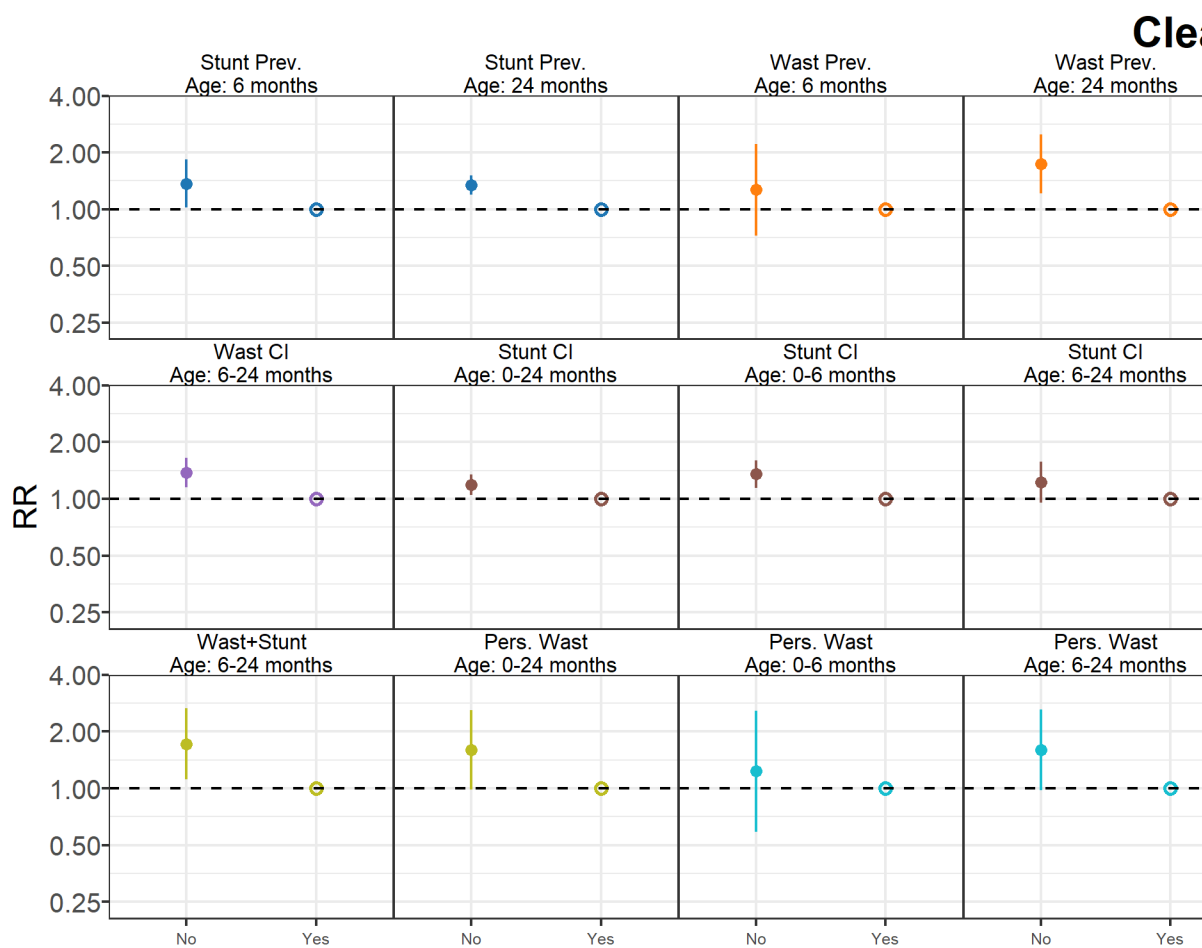 Clea
Stunt Prev.
Age: 6 months
Stunt Prev.
Age: 24 months
Wast Prev.
Age: 6 months
Wast Prev.
Age: 24 months
4.00
2.00
1.00
0.50
0.25
Wast CI
Age: 6-24 months
Stunt CI
Age: 0-24 months
Stunt CI
Age: 0-6 months
Stunt CI
Age: 6-24 months
4.00
2.00
1.00
0.50
0.25
RR
Wast+Stunt
Age: 6-24 months
Pers. Wast
Age: 0-24 months
Pers. Wast
Age: 0-6 months
Pers. Wast
Age: 6-24 months
4.00
2.00
1.00
0.50
0.25
No Yes No Yes No Yes No Yes